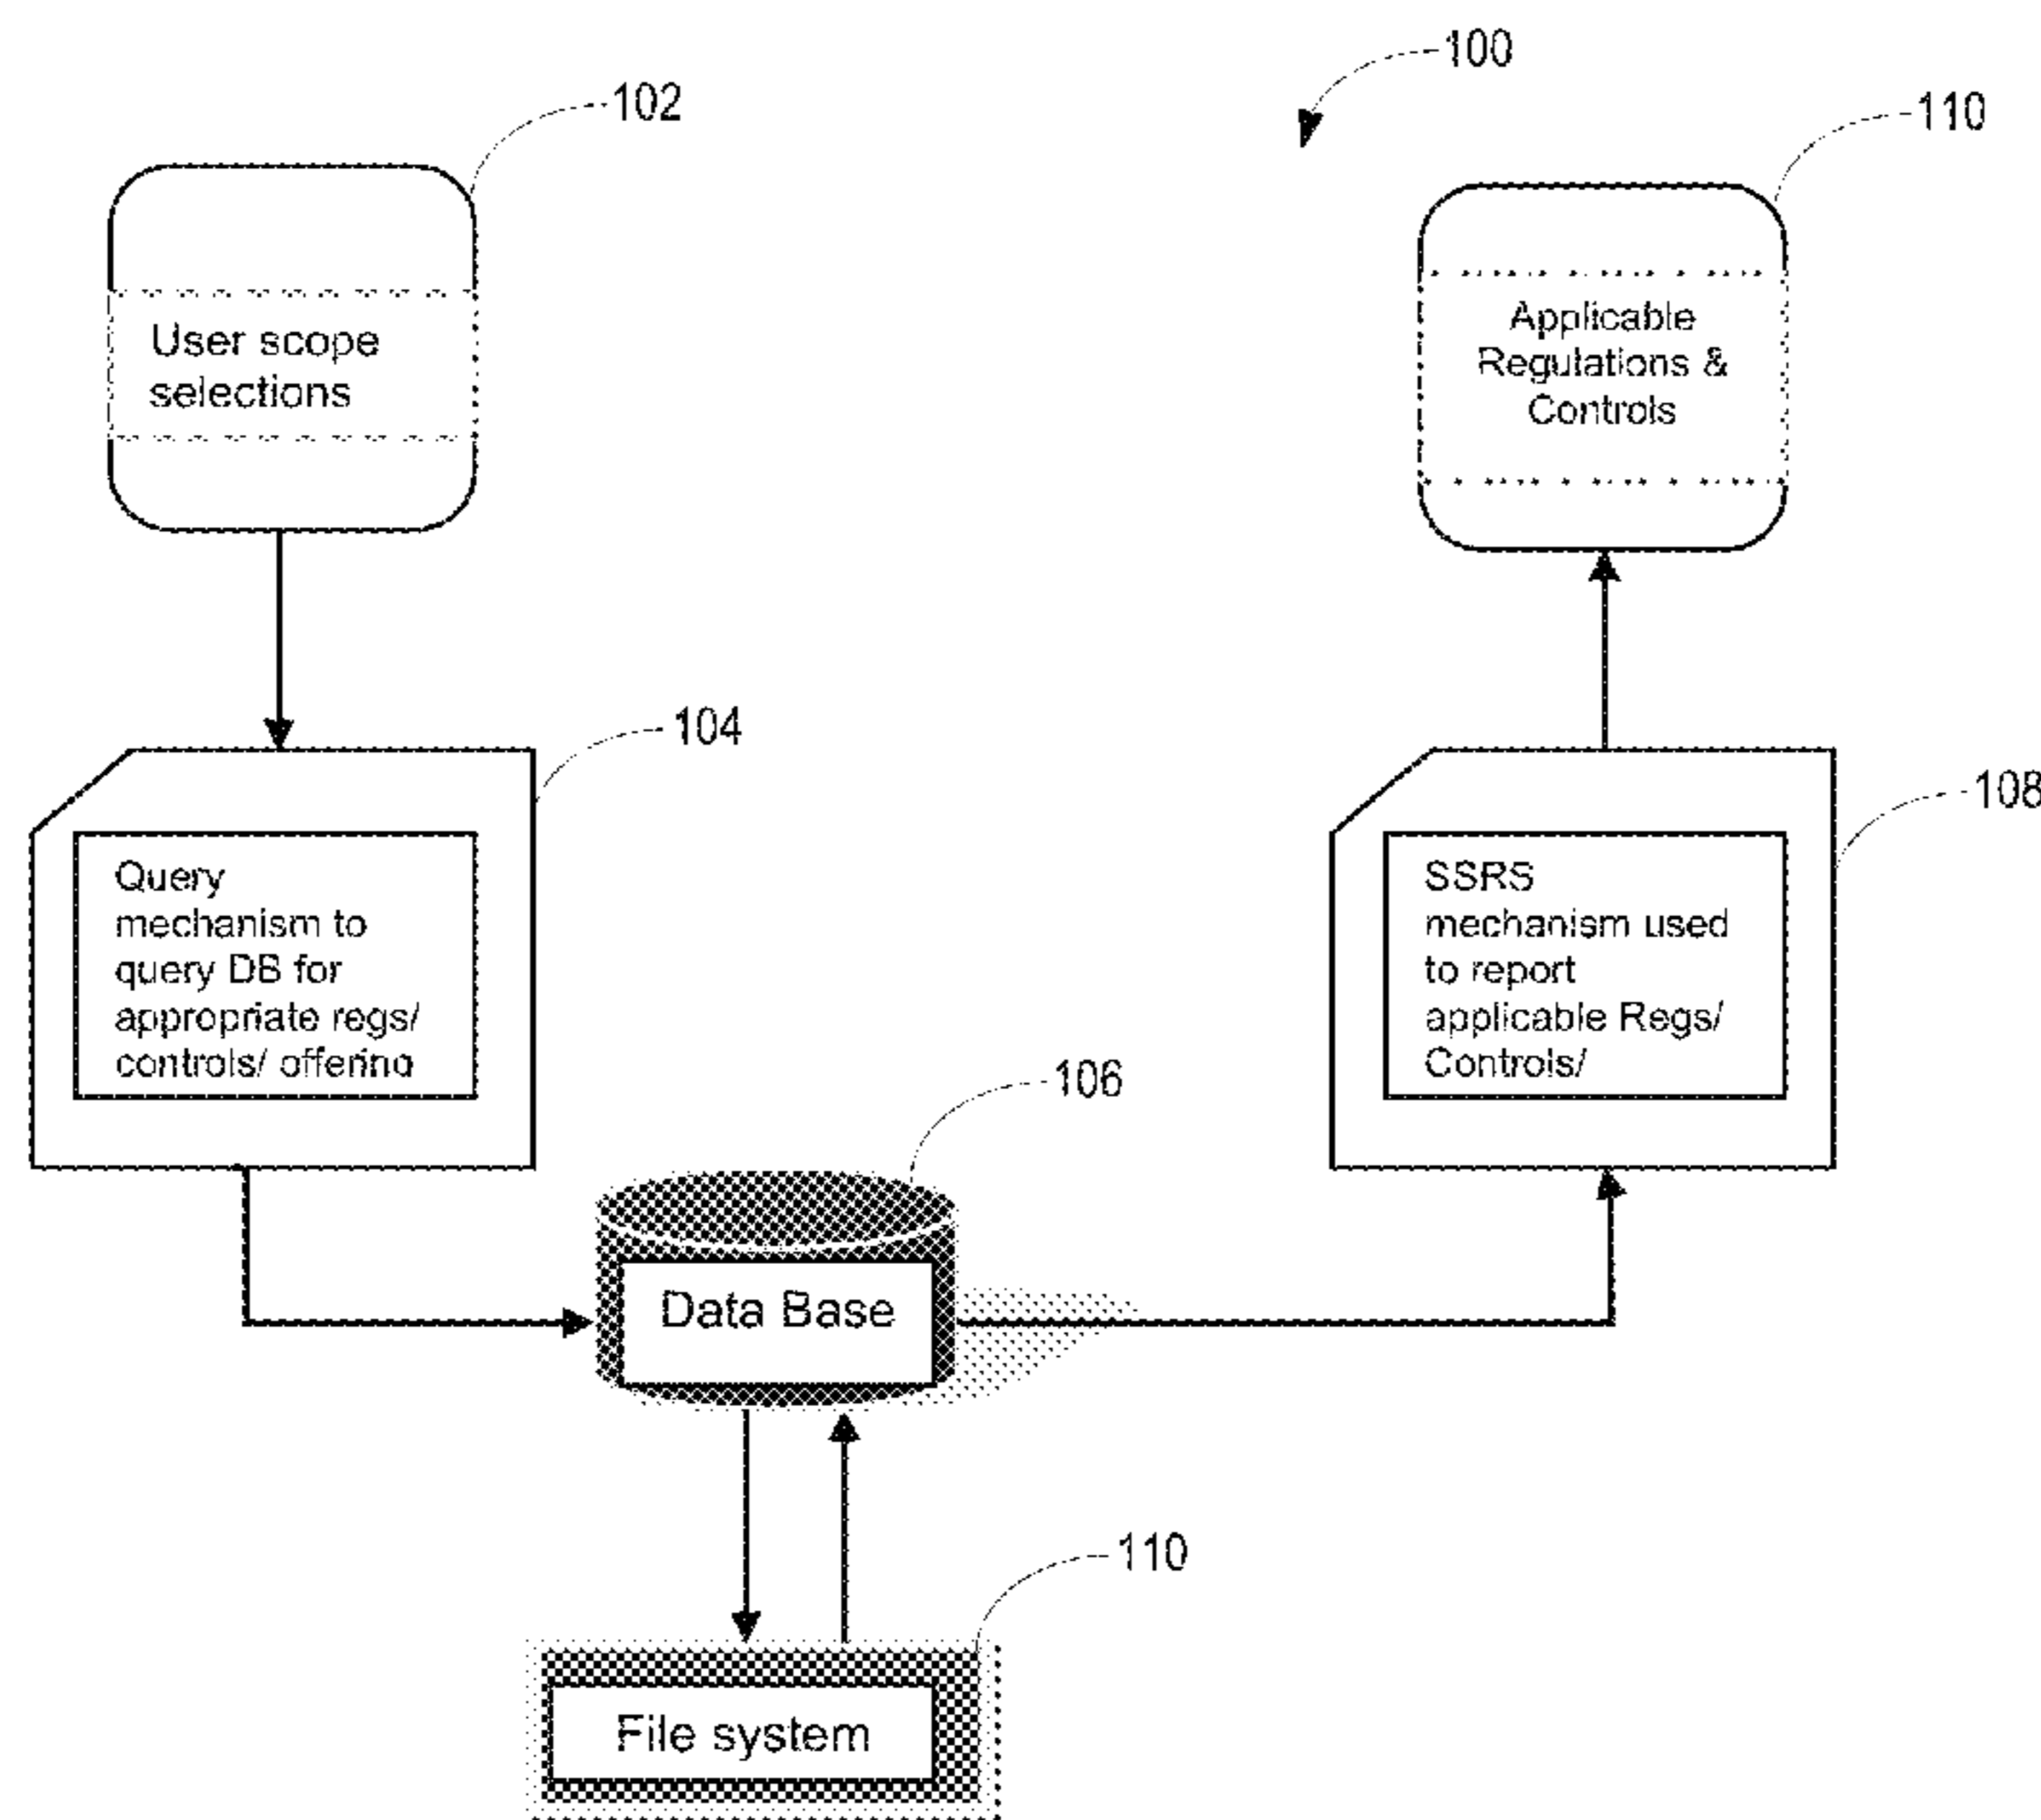 100
102
110
User scope
selections
Applicable
Regulations &
Controls
104
108
Query
mechanism to
query DB for
appropriate regs/
controls/ offering
SSRS
mechanism used
to report
applicable Regs/
Controls/
106
Data Base
110
File system